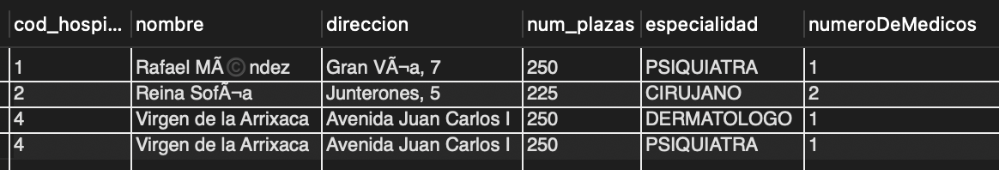 cod_hospi... nombre direccion num_plazas especialidad numeroDeMedicos
1 Rafael MÃ©ndez Gran VÃ¬a, 7 250 PSIQUIATRA 1
2 Reina SofÃ¬a Junterones, 5 225 CIRUJANO 2
4 Virgen de la Arrixaca Avenida Juan Carlos I 250 DERMATOLOGO 1
4 Virgen de la Arrixaca Avenida Juan Carlos I 250 PSIQUIATRA 1